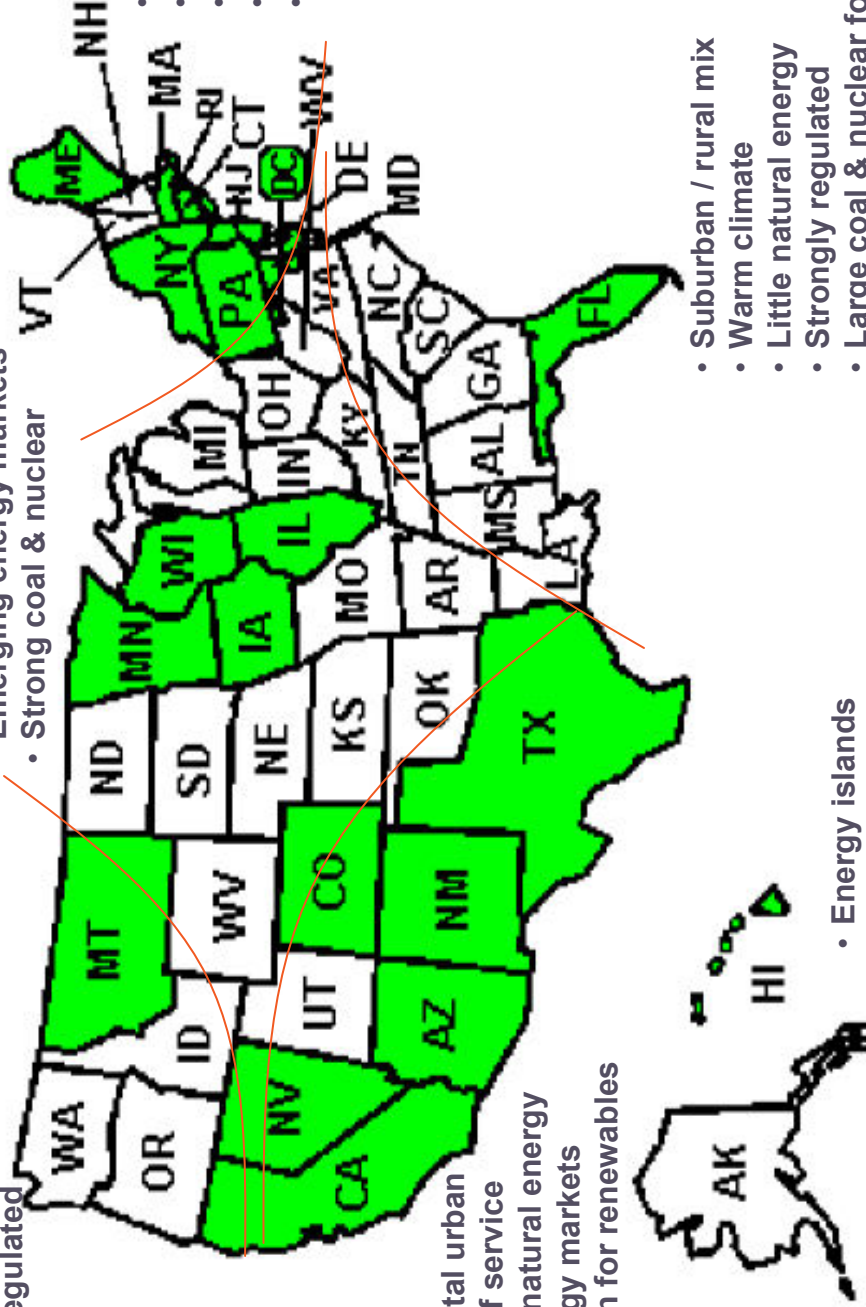 egulated
Emerging energy markets
• Strong coal & nuclear
VT
NH
WA
MT
ND
MN
ME
OR
ID
SD
WI
MI
NY
MA
RI
CT
WV
IA
IL
IN
OH
PA
NJ
DC
NV
UT
CO
NE
KS
MO
KY
VA
WV
DE
MD
CA
AZ
NM
OK
AR
TN
NC
SC
TX
LA
MS
AL
GA
FL
tal urban
f service
natural energy
gy markets
n for renewables
AK
HI
• Energy islands
• Suburban / rural mix
• Warm climate
• Little natural energy
• Strongly regulated
• Large coal & nuclear fo